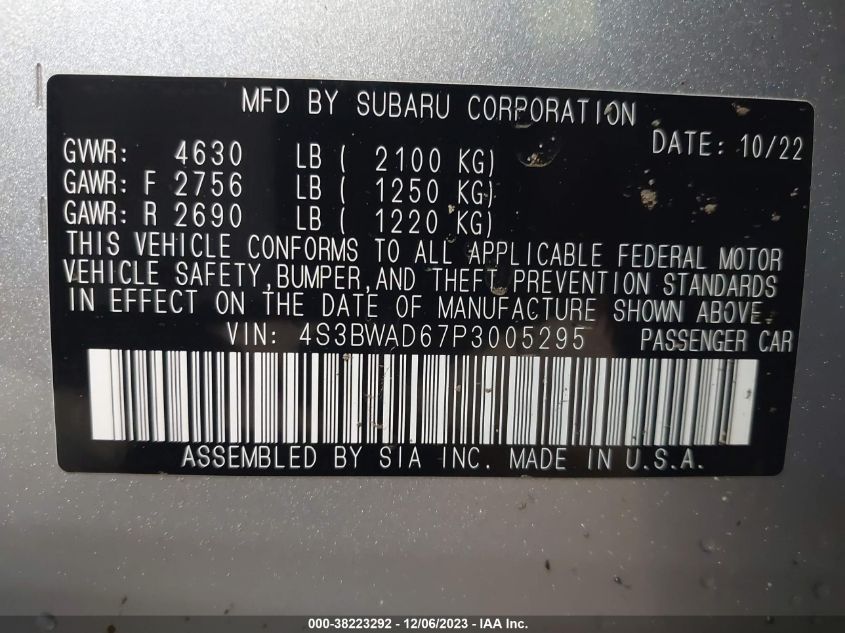 MFD BY SUBARU CORPORATION
DATE: 10/22
GVWR: 4630 LB ( 2100 KG)
GAWR: F 2756 LB ( 1250 KG)
GAWR: R 2690 LB ( 1220 KG)
THIS VEHICLE CONFORMS TO ALL APPLICABLE FEDERAL MOTOR
VEHICLE SAFETY,BUMPER,AND THEFT PREVENTION STANDARDS
IN EFFECT ON THE DATE OF MANUFACTURE SHOWN ABOVE.
VIN: 4S3BWAD67P3005295 PASSENGER CAR
ASSEMBLED BY SIA INC. MADE IN U.S.A.
000-38223292 - 12/06/2023 - IAA Inc.